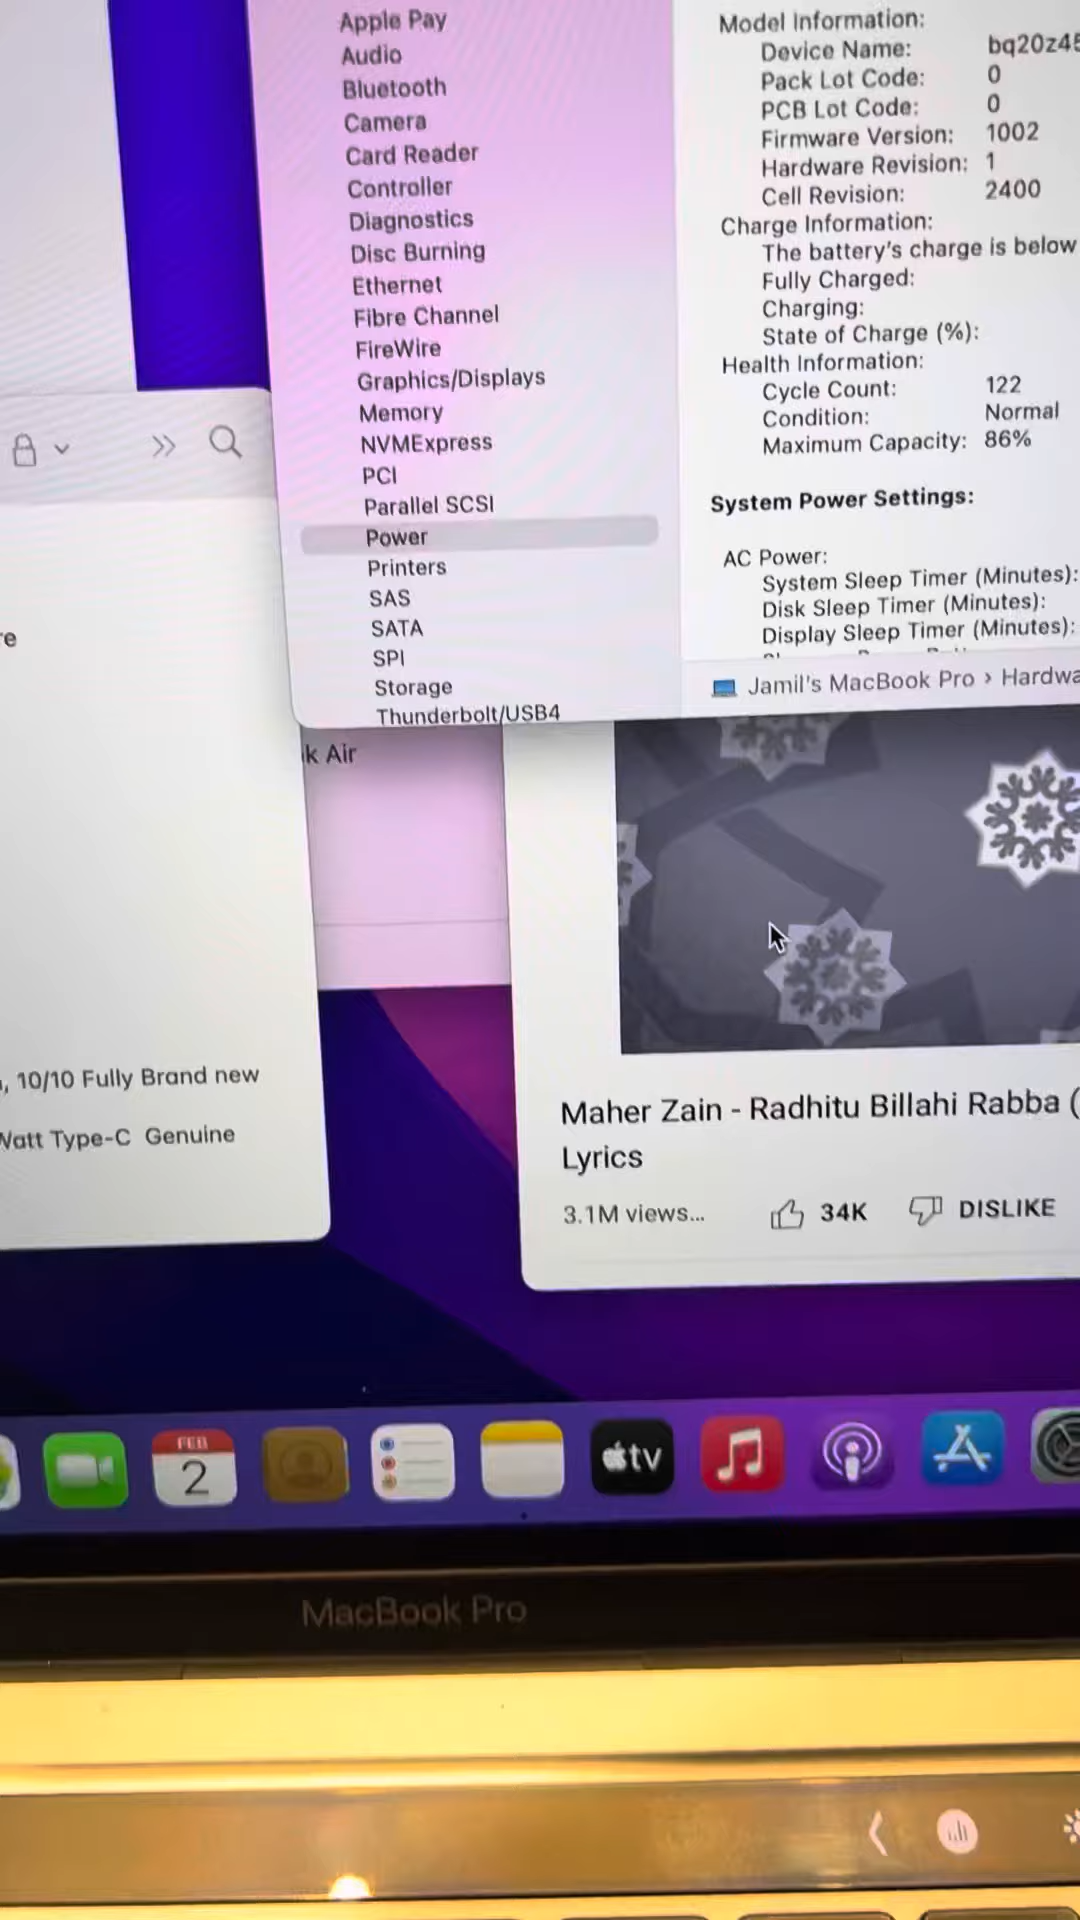 Apple Pay
Audio
Bluetooth
Camera
Card Reader
Controller
Diagnostics
Disc Burning
Ethernet
Fibre Channel
FireWire
Graphics/Displays
Memory
NVMExpress
PCI
Parallel SCSI
Power
Printers
SAS
SATA
SPI
Storage
Thunderbolt/USB4
Model Information:
Device Name: bq20z45
Pack Lot Code: 0
PCB Lot Code: 0
Firmware Version: 1002
Hardware Revision: 1
Cell Revision: 2400
Charge Information:
The battery's charge is below
Fully Charged:
Charging:
State of Charge (%):
Health Information:
Cycle Count: 122
Condition: Normal
Maximum Capacity: 86%
System Power Settings:
AC Power:
System Sleep Timer (Minutes):
Disk Sleep Timer (Minutes):
Display Sleep Timer (Minutes):
Jamil's MacBook Pro › Hardwa
re
k Air
, 10/10 Fully Brand new
Watt Type-C Genuine
Maher Zain - Radhitu Billahi Rabba (
Lyrics
3.1M views... 34K DISLIKE
FEB
2
tv
MacBook Pro